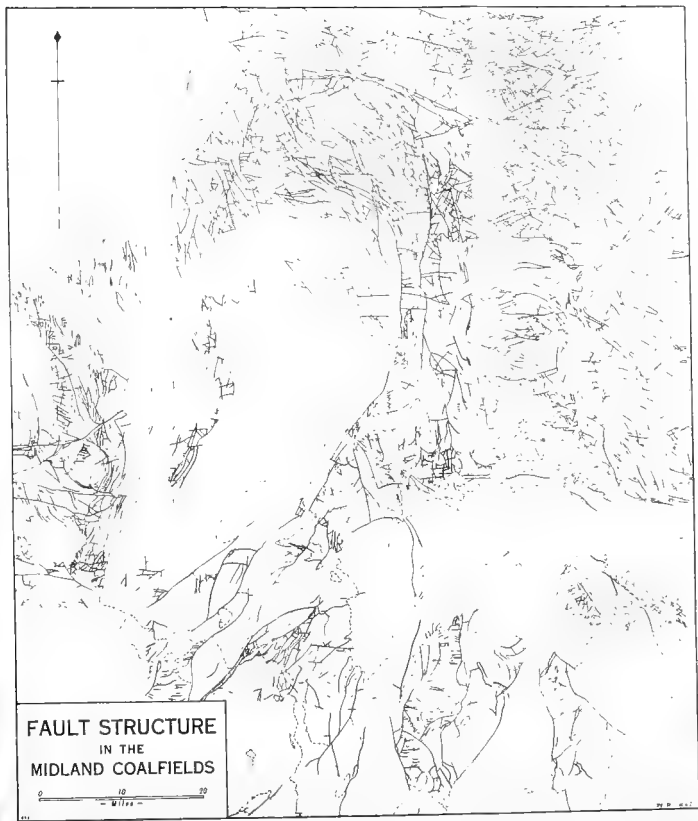 FAULT STRUCTURE
IN THE
MIDLAND COALFIELDS
0 10 20
- Miles -